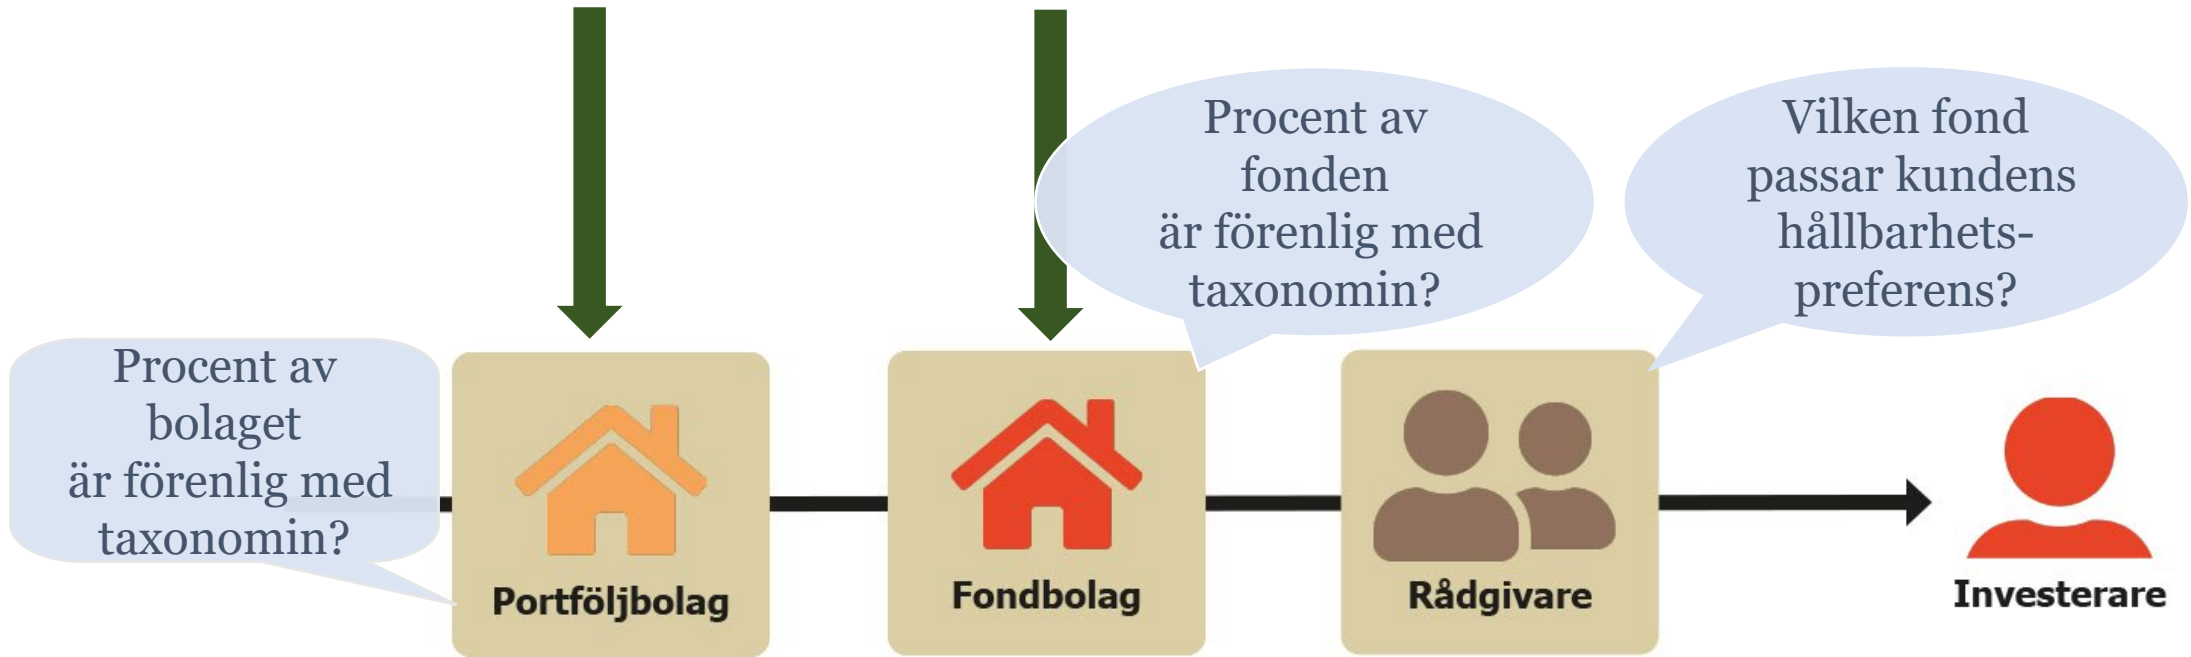 Procent av
fonden
är förenlig med
taxonomin?
Vilken fond
passar kundens
hållbarhets-
preferens?
Procent av
bolaget
är förenlig med
taxonomin?
Portföljbolag
Fondbolag
Rådgivare
Investerare